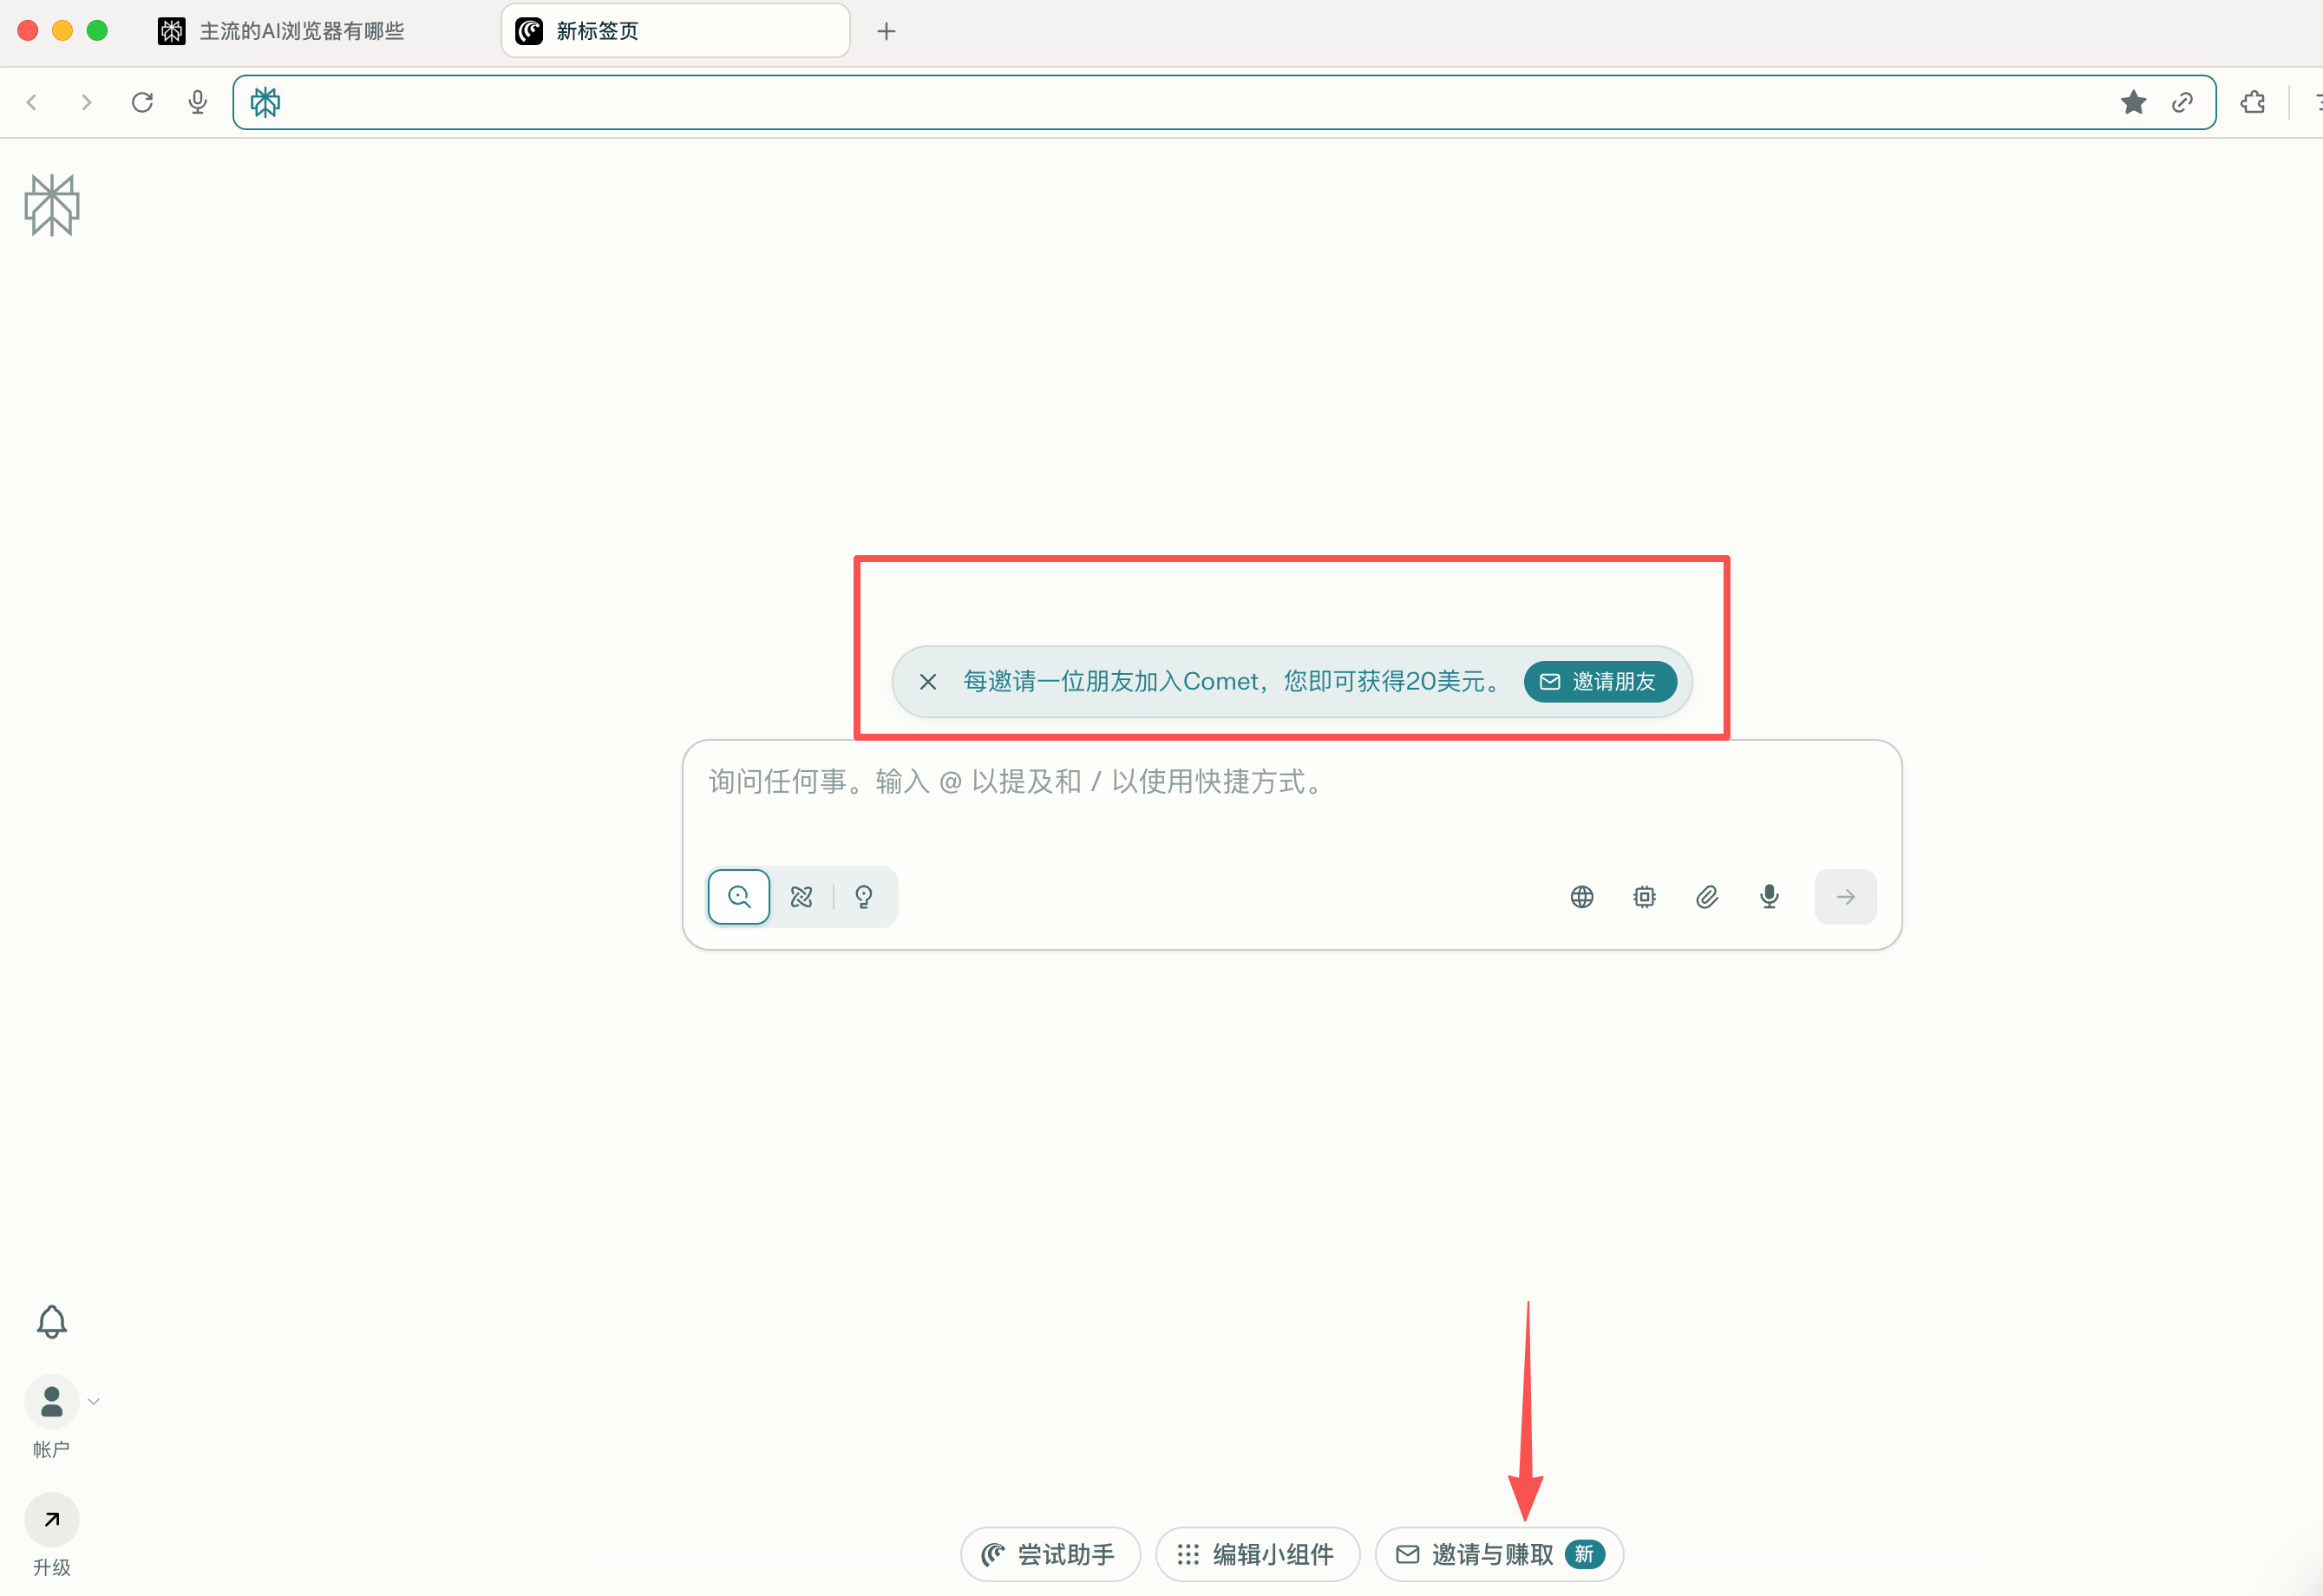 主流的AI浏览器有哪些
新标签页
每邀请一位朋友加入Comet，您即可获得20美元。
邀请朋友
询问任何事。输入 @ 以提及和 / 以使用快捷方式。
帐户
升级
尝试助手
编辑小组件
邀请与赚取 新